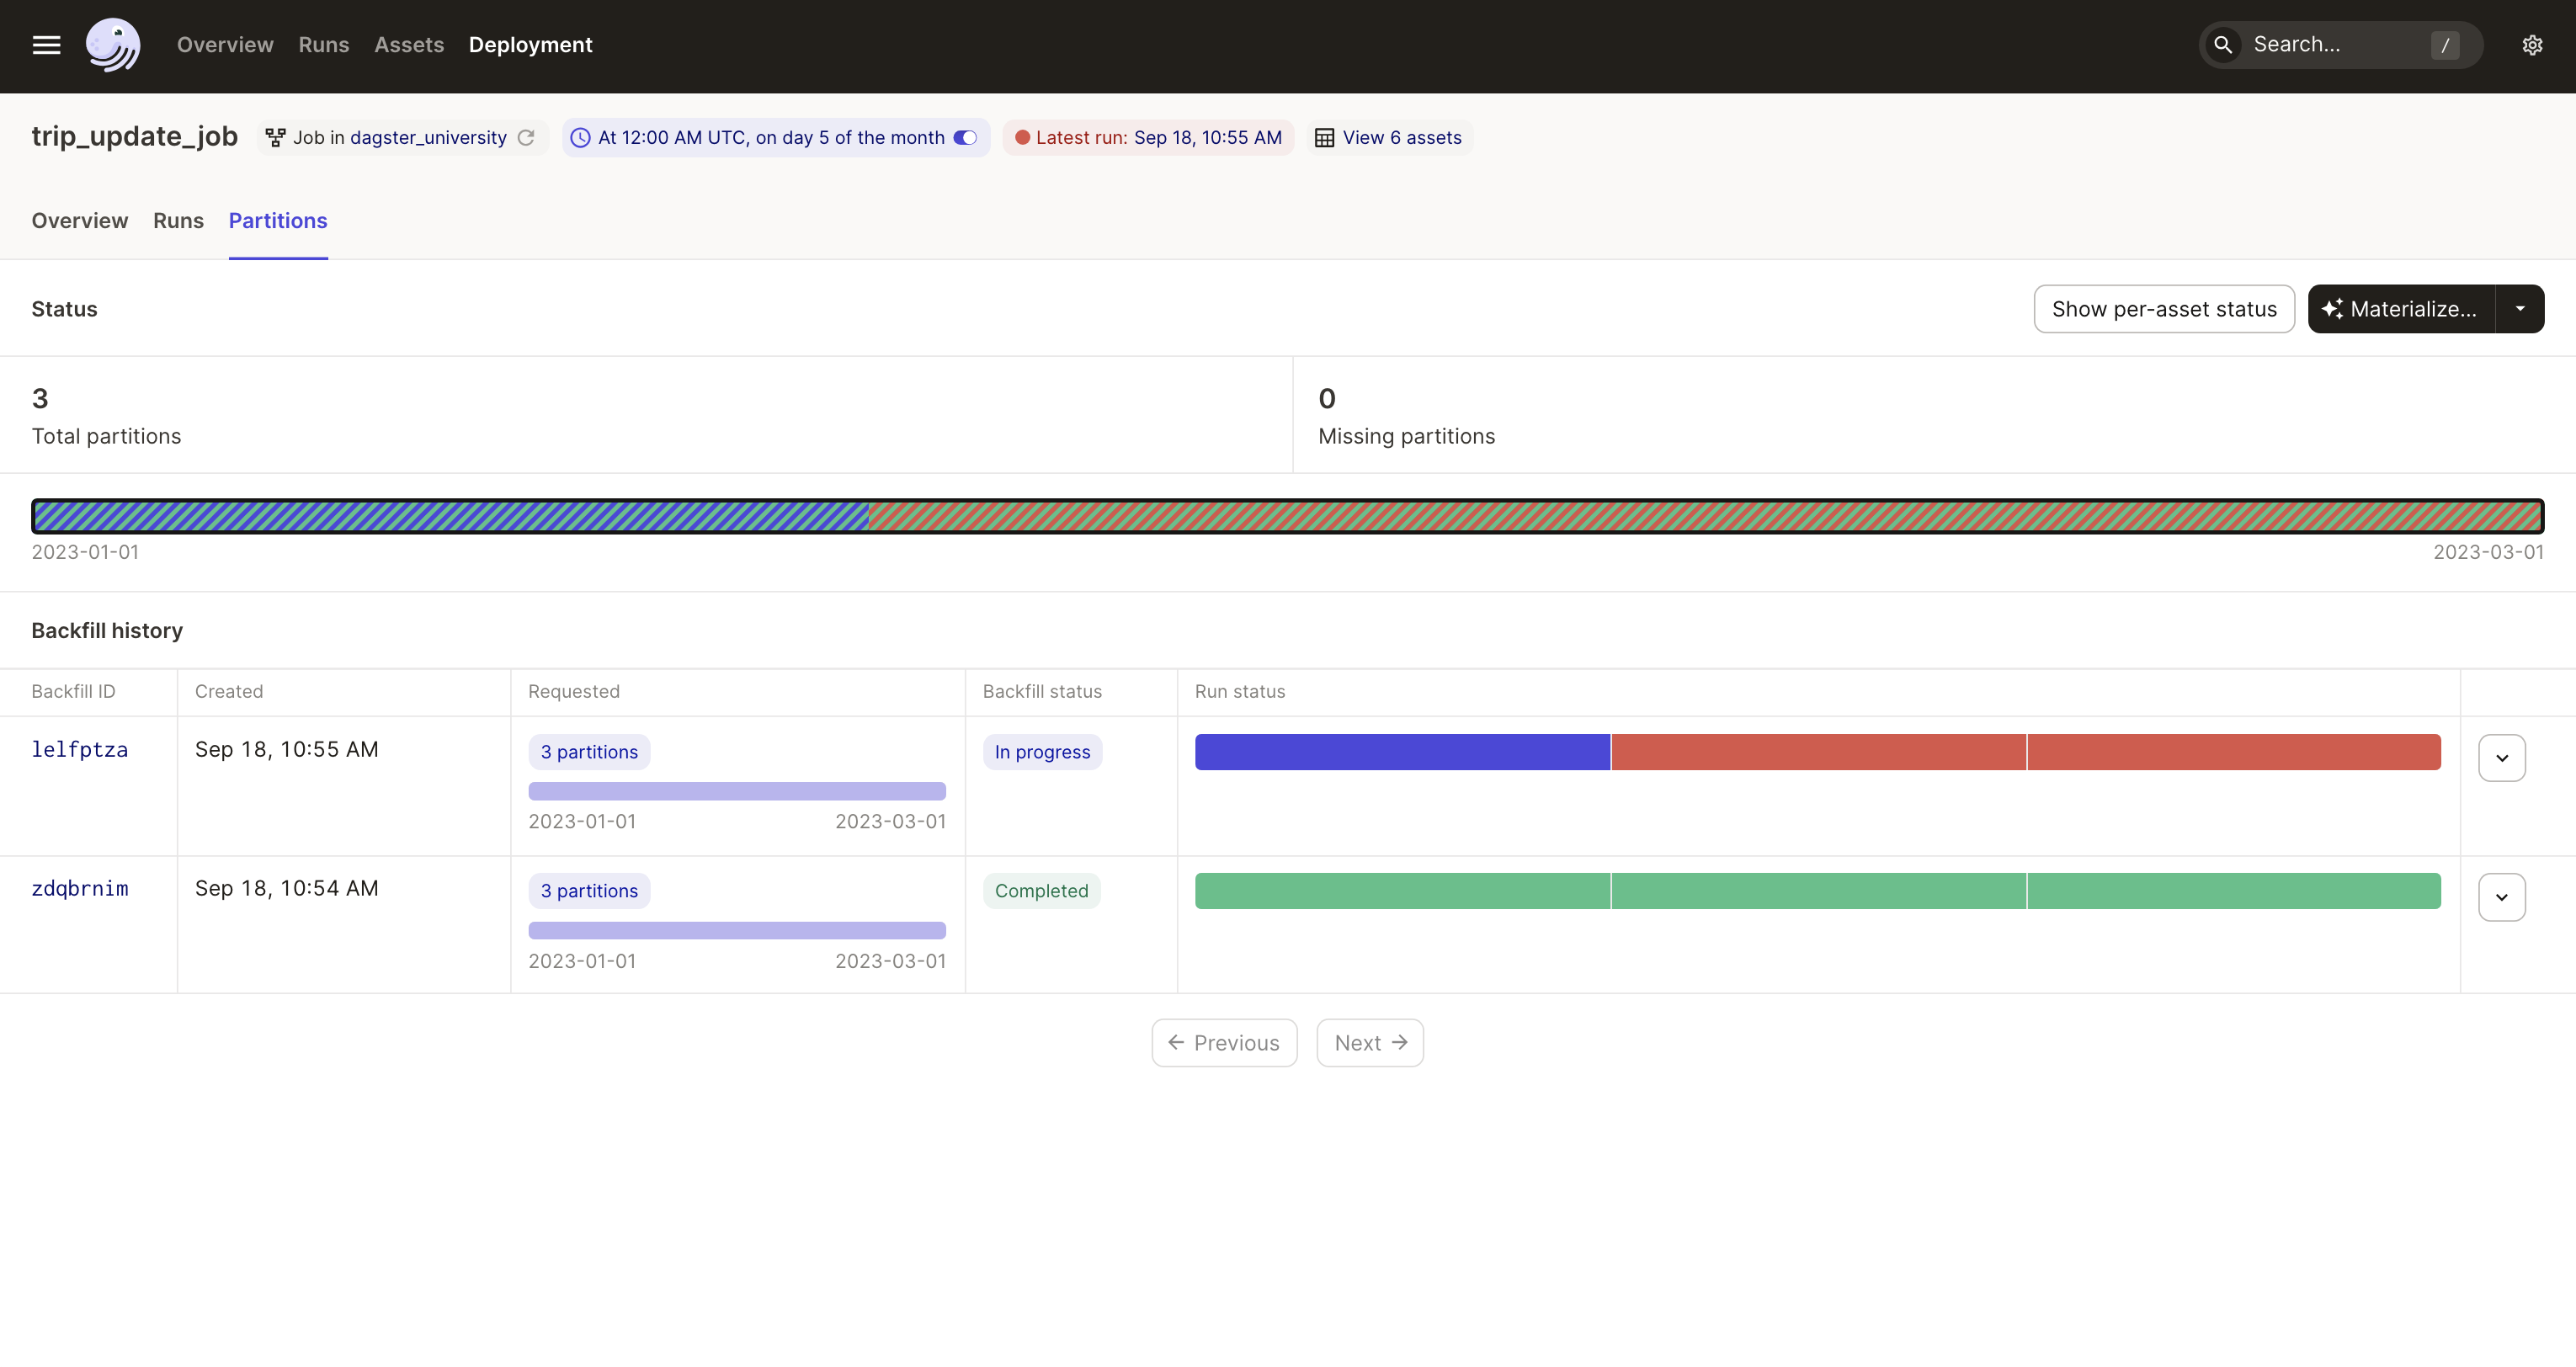 Overview Runs Assets Deployment Search... /
trip_update_job Job in dagster_university At 12:00 AM UTC, on day 5 of the month Latest run: Sep 18, 10:55 AM View 6 assets
Overview Runs Partitions
Status Show per-asset status Materialize...
3 0
Total partitions Missing partitions
2023-01-01 2023-03-01
Backfill history
Backfill ID Created Requested Backfill status Run status
lelfptza Sep 18, 10:55 AM 3 partitions In progress
2023-01-01 2023-03-01
zdqbrnim Sep 18, 10:54 AM 3 partitions Completed
2023-01-01 2023-03-01
Previous Next